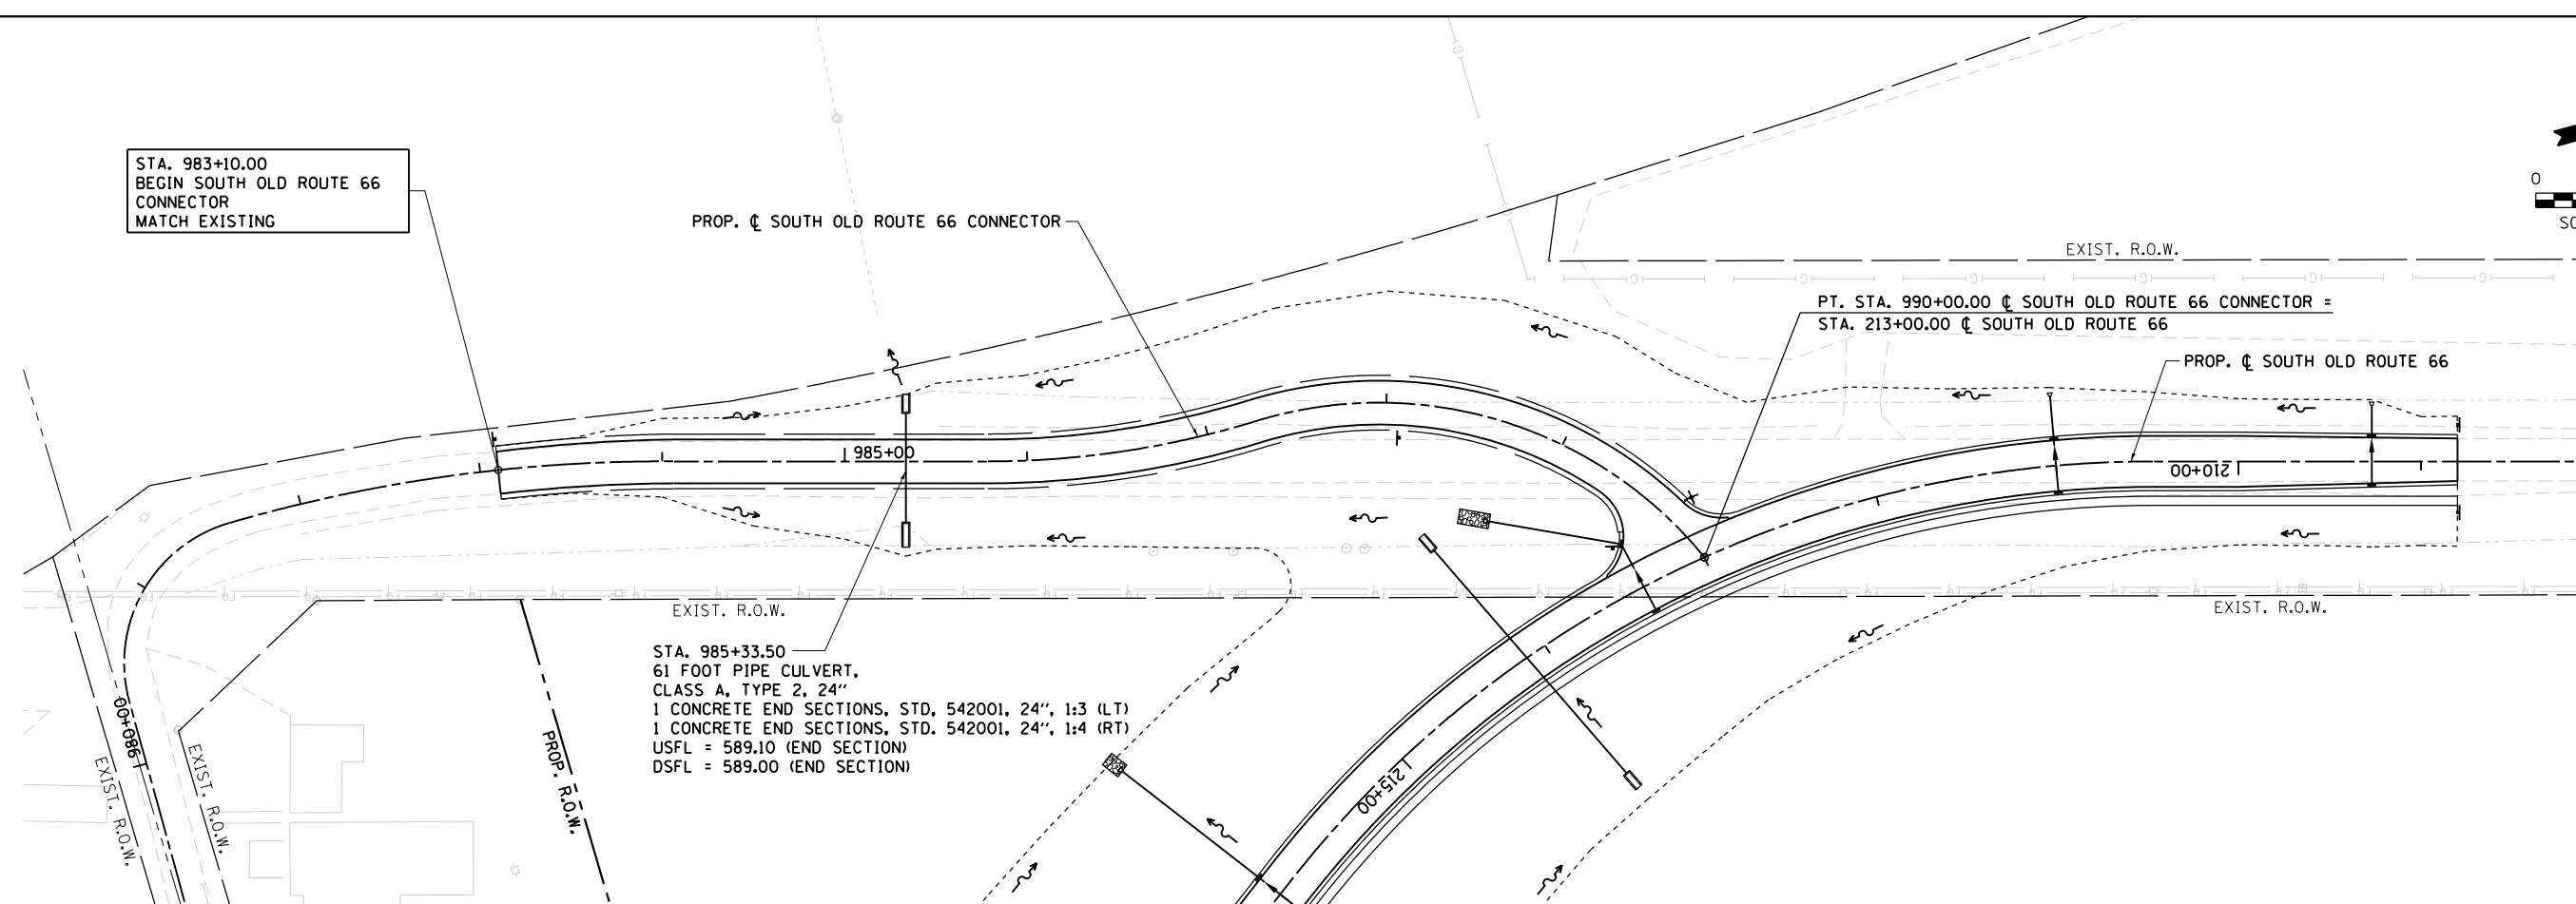 STA. 983+10.00
BEGIN SOUTH OLD ROUTE 66
CONNECTOR
MATCH EXISTING
PROP. ℄ SOUTH OLD ROUTE 66 CONNECTOR
0
EXIST. R.O.W.
PT. STA. 990+00.00 ℄ SOUTH OLD ROUTE 66 CONNECTOR =
STA. 213+00.00 ℄ SOUTH OLD ROUTE 66
PROP. ℄ SOUTH OLD ROUTE 66
985+00
210+00
EXIST. R.O.W.
EXIST. R.O.W.
STA. 985+33.50
61 FOOT PIPE CULVERT,
CLASS A, TYPE 2, 24"
1 CONCRETE END SECTIONS, STD, 542001, 24", 1:3 (LT)
1 CONCRETE END SECTIONS, STD. 542001, 24", 1:4 (RT)
USFL = 589.10 (END SECTION)
DSFL = 589.00 (END SECTION)
980+00
EXIST. R.O.W.
EXIST. R.O.W.
PROP. R.O.W.
215+00